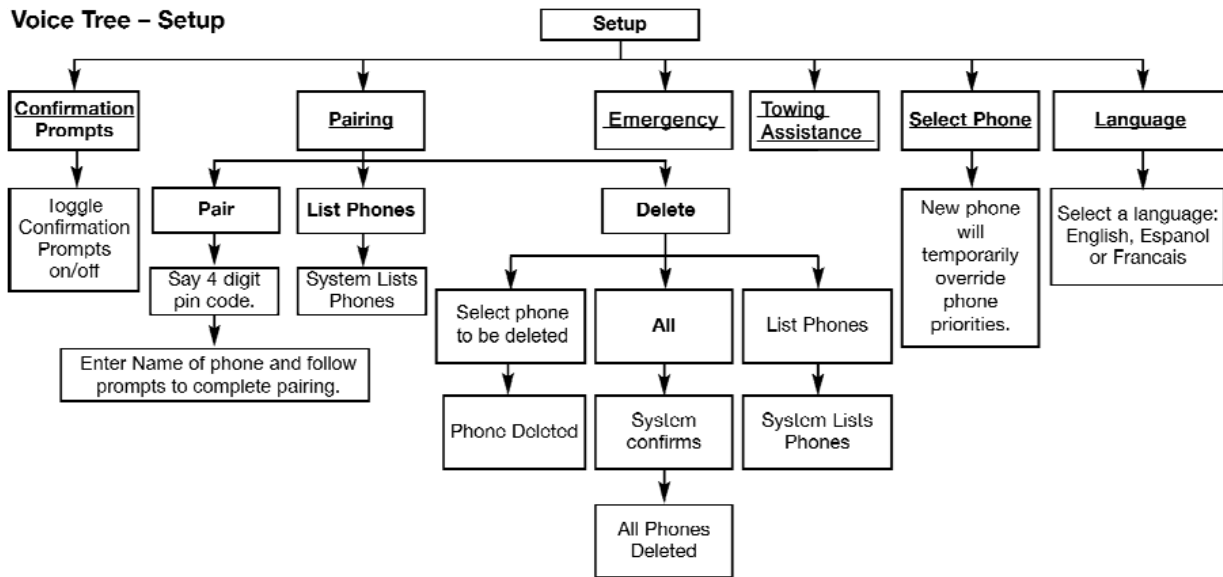 Voice Tree – Setup
Setup
Confirmation
Prompts
Pairing
Emergency
Towing
Assistance
Select Phone
Language
Ioggle
Confirmation
Prompts
on/off
Pair
List Phones
Delete
New phone
will
temporarily
override
phone
priorities.
Select a language:
English, Espanol
or Francais
Say 4 digit
pin code.
System Lists
Phones
Select phone
to be deleted
All
List Phones
Enter Name of phone and follow
prompts to complete pairing.
Phone Deleted
System
confirms
System Lists
Phones
All Phones
Deleted